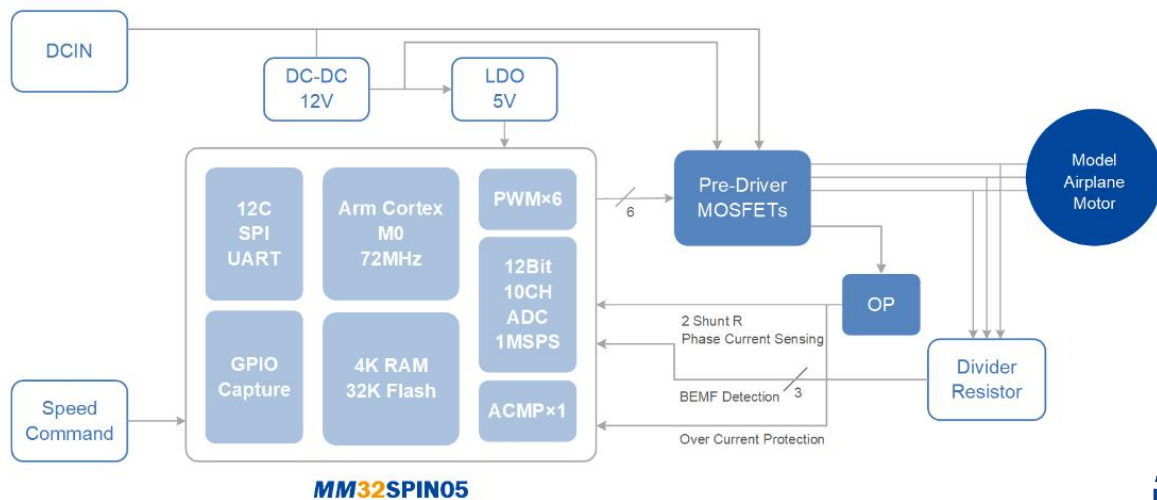 DCIN
DC-DC
12V
LDO
5V
12C
SPI
UART
Arm Cortex
M0
72MHz
PWM×6
12Bit
10CH
ADC
1MSPS
GPIO
Capture
4K RAM
32K Flash
ACMP×1
Speed
Command
6
Pre-Driver
MOSFETs
Model
Airplane
Motor
OP
2 Shunt R
Phase Current Sensing
BEMF Detection
3
Over Current Protection
Divider
Resistor
MM32SPIN05